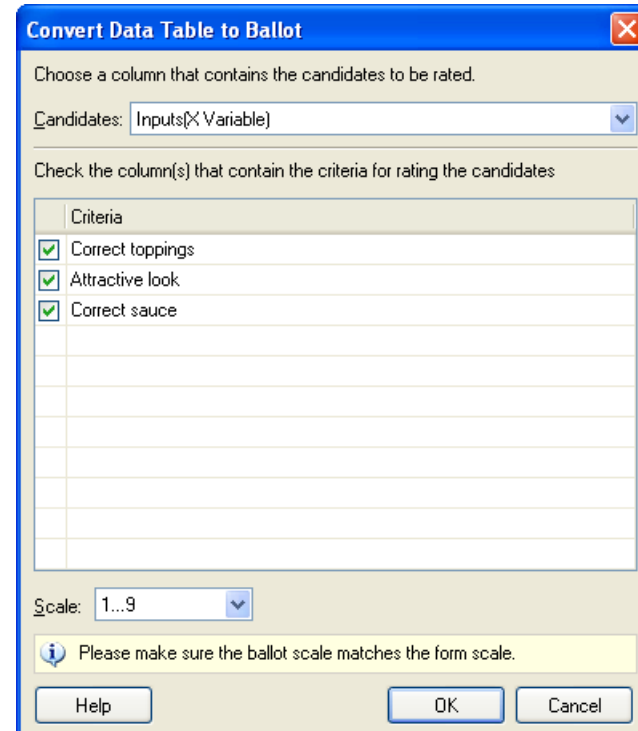 Convert Data Table to Ballot
Choose a column that contains the candidates to be rated.
Candidates: Inputs(X Variable)
Check the column(s) that contain the criteria for rating the candidates
Criteria
Correct toppings
Attractive look
Correct sauce
Scale: 1...9
Please make sure the ballot scale matches the form scale.
Help OK Cancel